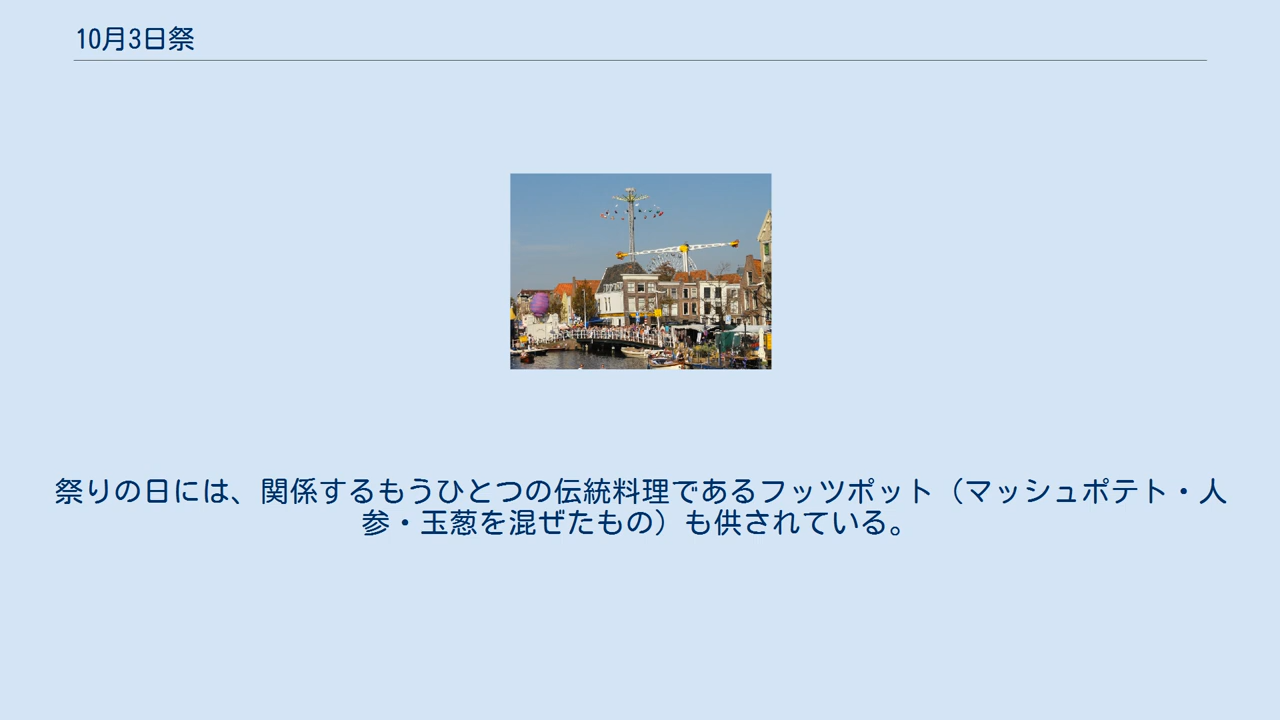 10月3日祭
祭りの日には、関係するもうひとつの伝統料理であるフッツポット（マッシュポテト・人
参・玉葱を混ぜたもの）も供されている。